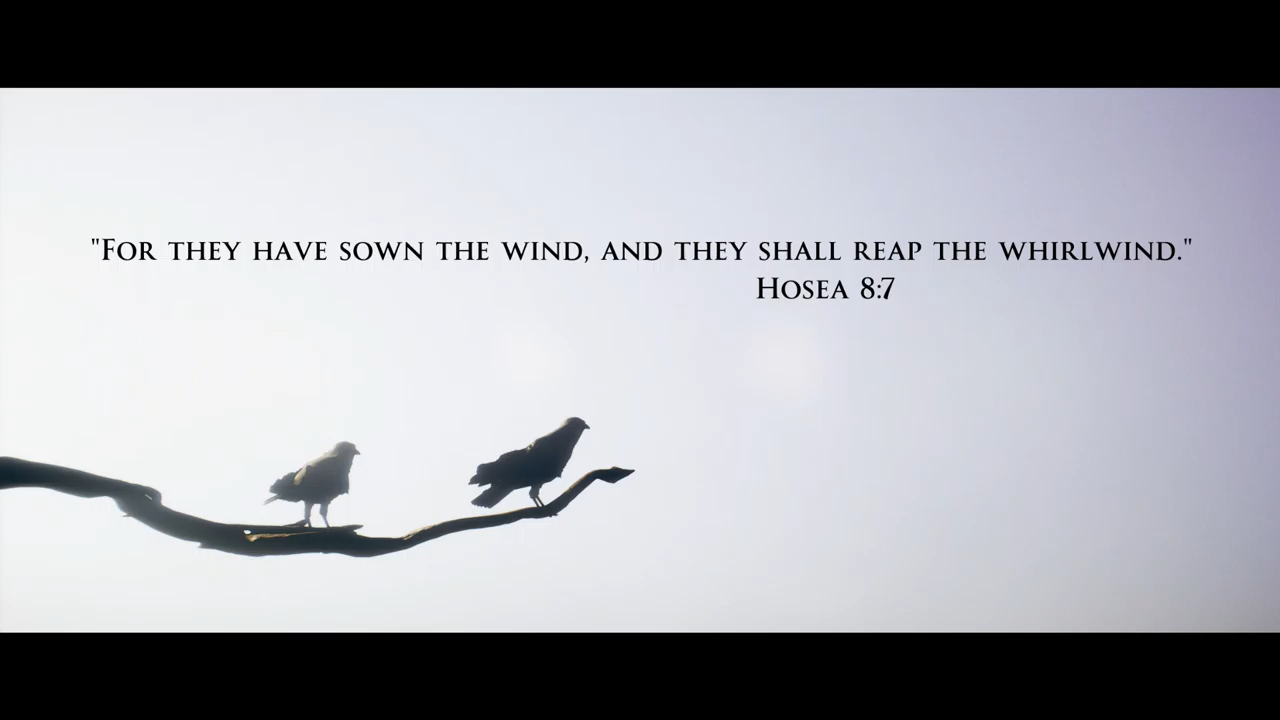 "For they have sown the wind, and they shall reap the whirlwind."
Hosea 8:7